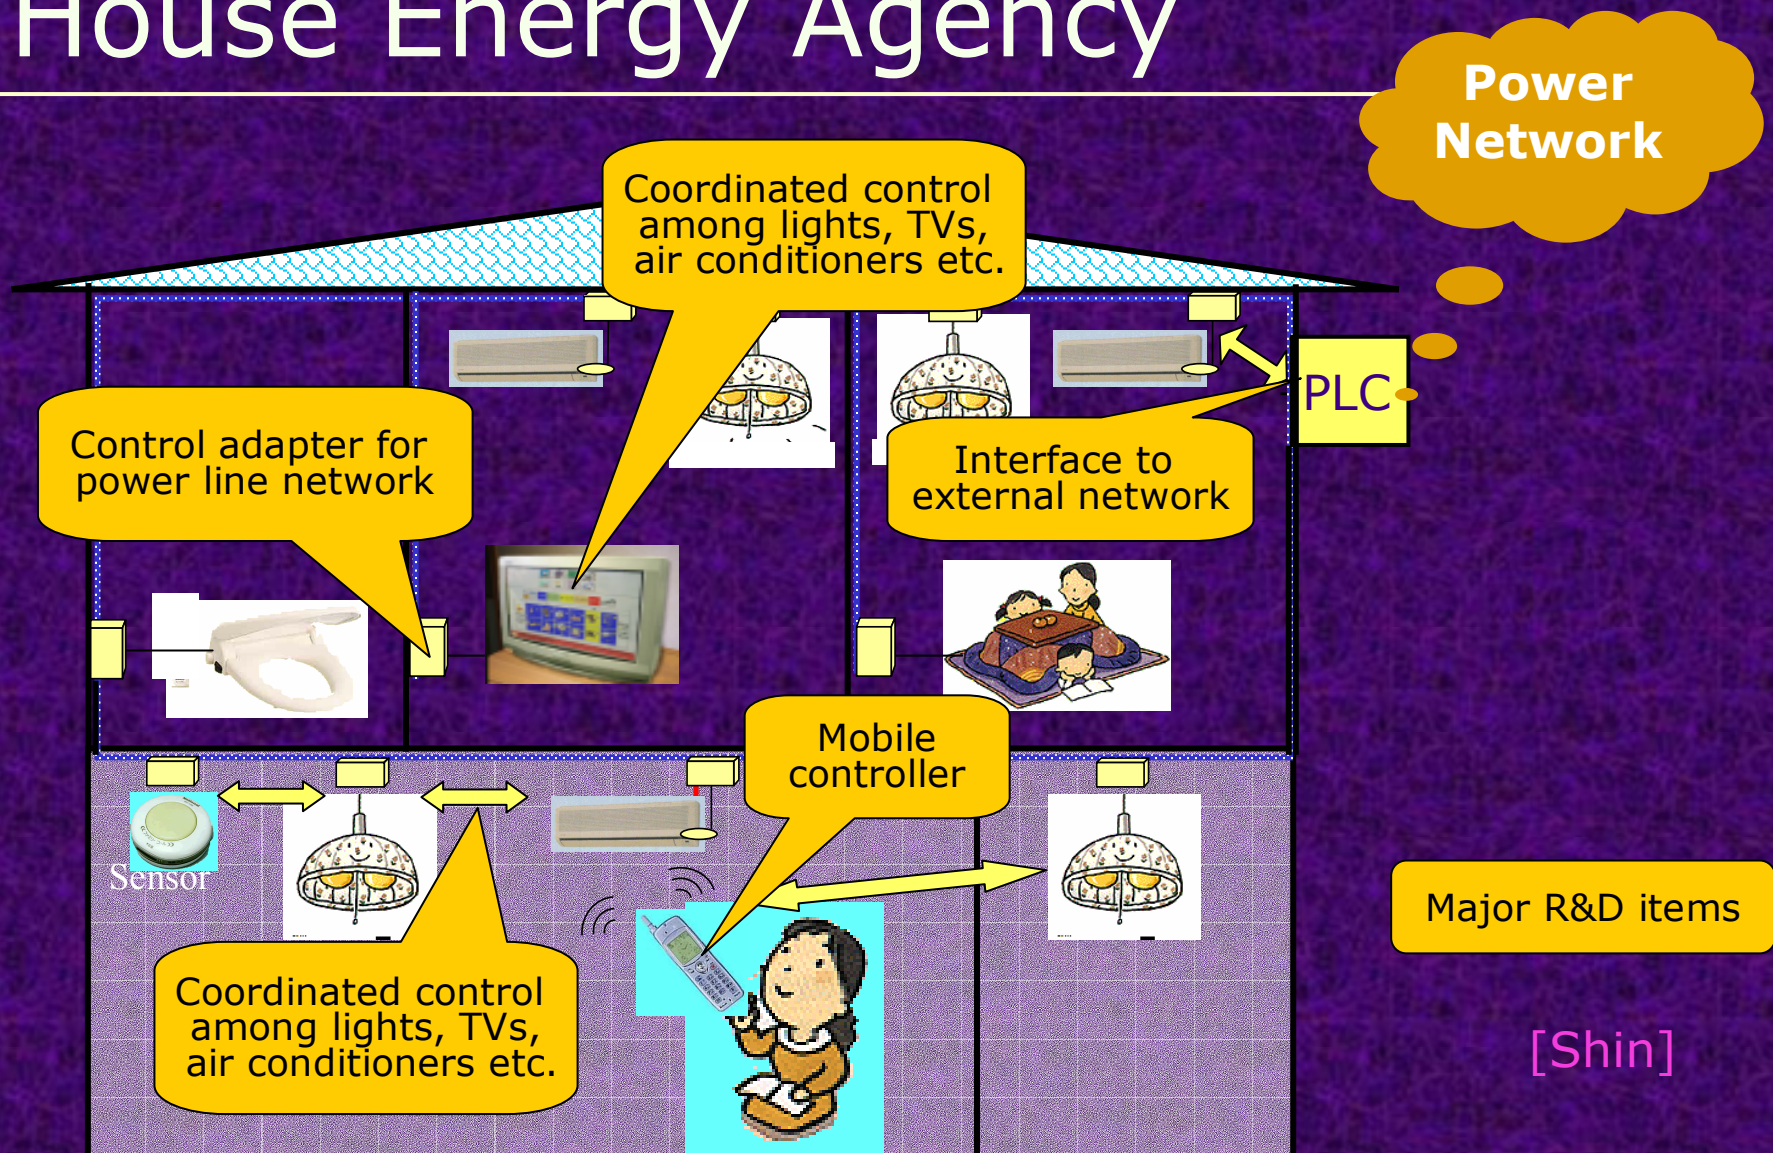 House Energy Agency
Power
Network
Coordinated control
among lights, TVs,
air conditioners etc.
PLC
Control adapter for
power line network
Interface to
external network
Mobile
controller
Sensor
Major R&D items
Coordinated control
among lights, TVs,
air conditioners etc.
[Shin]